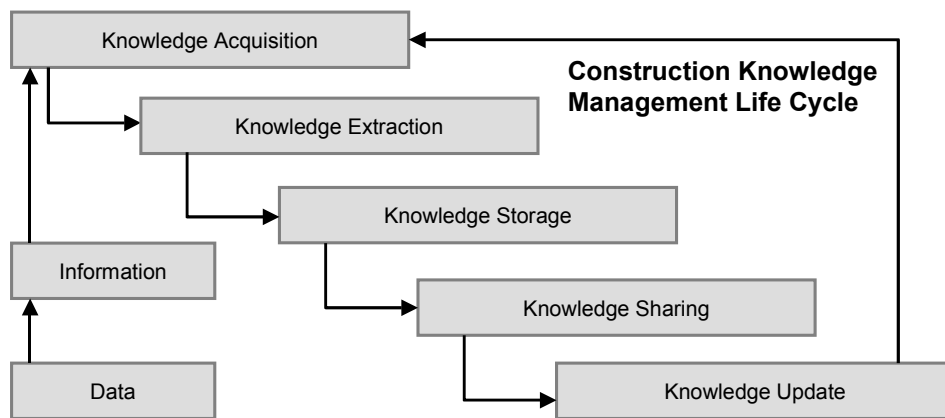 Knowledge Acquisition
Construction Knowledge
Management Life Cycle
Knowledge Extraction
Knowledge Storage
Information
Knowledge Sharing
Data
Knowledge Update